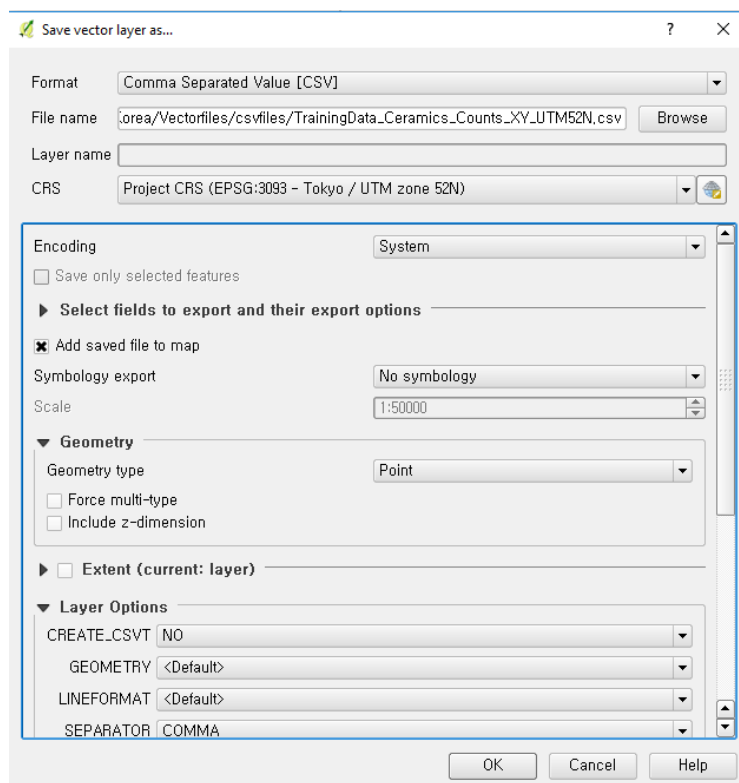 Save vector layer as...
?
Format
Comma Separated Value [CSV]
File name
orea/Vectorfiles/csvfiles/TrainingData_Ceramics_Counts_XY_UTM52N.csv
Browse
Layer name
CRS
Project CRS (EPSG:3093 - Tokyo / UTM zone 52N)
Encoding
System
Save only selected features
Select fields to export and their export options
Add saved file to map
Symbology export
No symbology
Scale
1:50000
Geometry
Geometry type
Point
Force multi-type
Include z-dimension
Extent (current: layer)
Layer Options
CREATE_CSVT
NO
GEOMETRY
<Default>
LINEFORMAT
<Default>
SEPARATOR
COMMA
OK
Cancel
Help